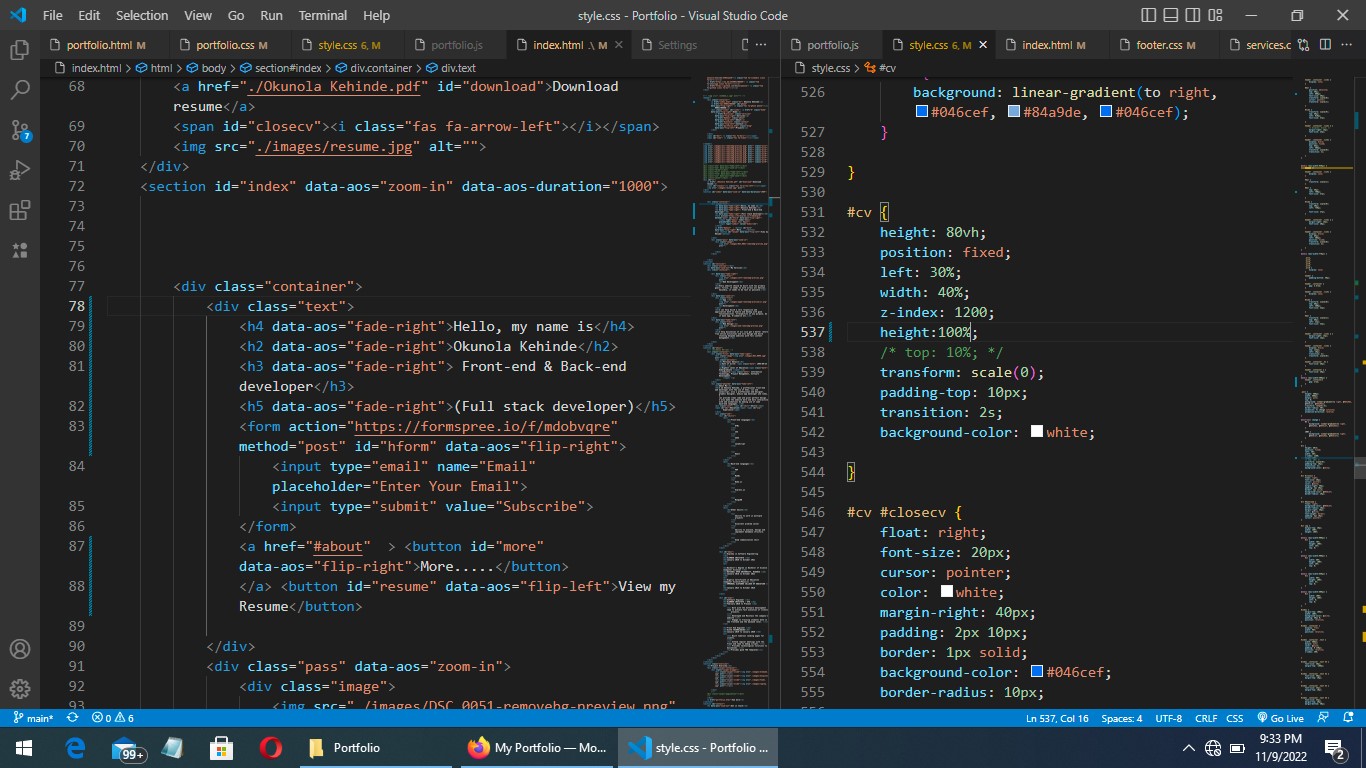 File Edit Selection View Go Run Terminal Help
style.css - Portfolio - Visual Studio Code
portfolio.html M portfolio.css M style.css 6, M portfolio.js index.html .\ M Settings
index.html > html > body > section#index > div.container > div.text
68 <a href="./Okunola Kehinde.pdf" id="download">Download
resume</a>
69 <span id="closecv"><i class="fas fa-arrow-left"></i></span>
70 <img src="./images/resume.jpg" alt="">
71 </div>
72 <section id="index" data-aos="zoom-in" data-aos-duration="1000">
73
74
75
76
77 <div class="container">
78 <div class="text">
79 <h4 data-aos="fade-right">Hello, my name is</h4>
80 <h2 data-aos="fade-right">Okunola Kehinde</h2>
81 <h3 data-aos="fade-right"> Front-end & Back-end
developer</h3>
82 <h5 data-aos="fade-right">(Full stack developer)</h5>
83 <form action="https://formspree.io/f/mdobvqre"
method="post" id="hform" data-aos="flip-right">
84 <input type="email" name="Email"
placeholder="Enter Your Email">
85 <input type="submit" value="Subscribe">
86 </form>
87 <a href="#about"  > <button id="more"
data-aos="flip-right">More.....</button>
88 </a> <button id="resume" data-aos="flip-left">View my
Resume</button>
89
90 </div>
91 <div class="pass" data-aos="zoom-in">
92 <div class="image">
93 <img src="./images/DSC_0051-removebg-preview.png"
portfolio.js style.css 6, M index.html M footer.css M services.c
style.css > #cv
526 background: linear-gradient(to right,
#046cef, #84a9de, #046cef);
527 }
528
529 }
530
531 #cv {
532 height: 80vh;
533 position: fixed;
534 left: 30%;
535 width: 40%;
536 z-index: 1200;
537 height:100%;
538 /* top: 10%; */
539 transform: scale(0);
540 padding-top: 10px;
541 transition: 2s;
542 background-color: white;
543
544 }
545
546 #cv #closecv {
547 float: right;
548 font-size: 20px;
549 cursor: pointer;
550 color: white;
551 margin-right: 40px;
552 padding: 2px 10px;
553 border: 1px solid;
554 background-color: #046cef;
555 border-radius: 10px;
7
main* 0 6
Ln 537, Col 16 Spaces: 4 UTF-8 CRLF CSS Go Live
99+ Portfolio My Portfolio — Mo... style.css - Portfolio ...
9:33 PM
11/9/2022
2